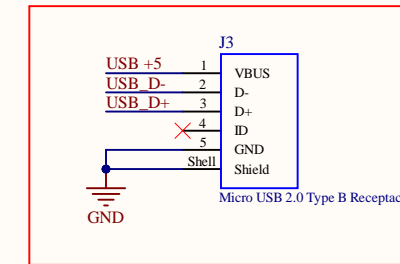 J3
USB +5 1 VBUS
USB_D- 2 D-
USB_D+ 3 D+
4 ID
5 GND
Shell Shield
Micro USB 2.0 Type B Receptac
GND